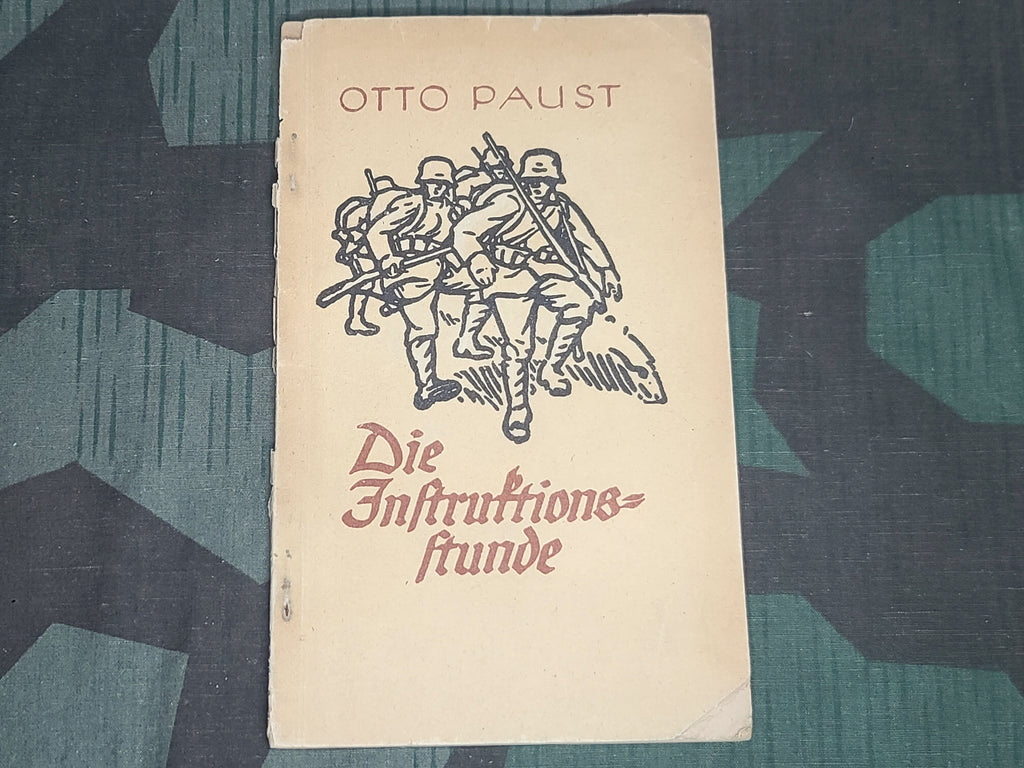 OTTO PAUST
Die
Inſtruktions=
ſtunde